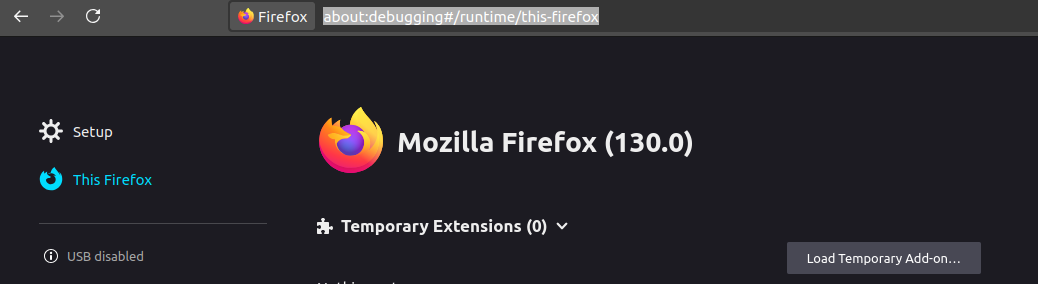 Firefox about:debugging#/runtime/this-firefox
Setup
Mozilla Firefox (130.0)
This Firefox
Temporary Extensions (0)
USB disabled
Load Temporary Add-on...